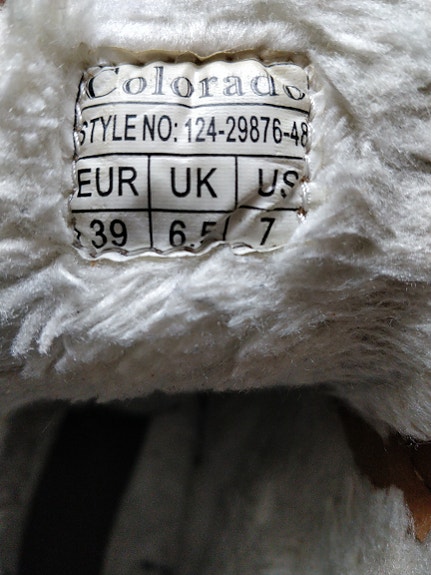 Colorado
STYLE NO: 124-29876-48
EUR UK US
39 6.5 7